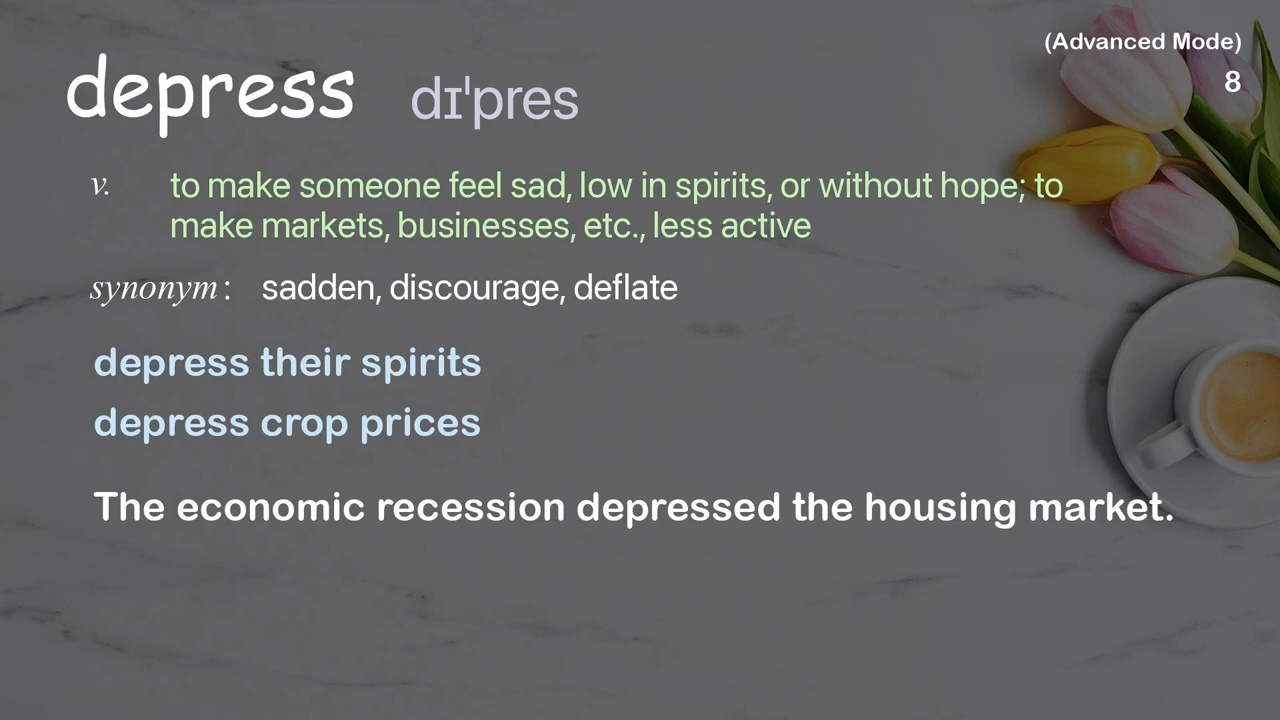 (Advanced Mode)
8
depress dɪˈpres
v. to make someone feel sad, low in spirits, or without hope; to
make markets, businesses, etc., less active
synonym : sadden, discourage, deflate
depress their spirits
depress crop prices
The economic recession depressed the housing market.